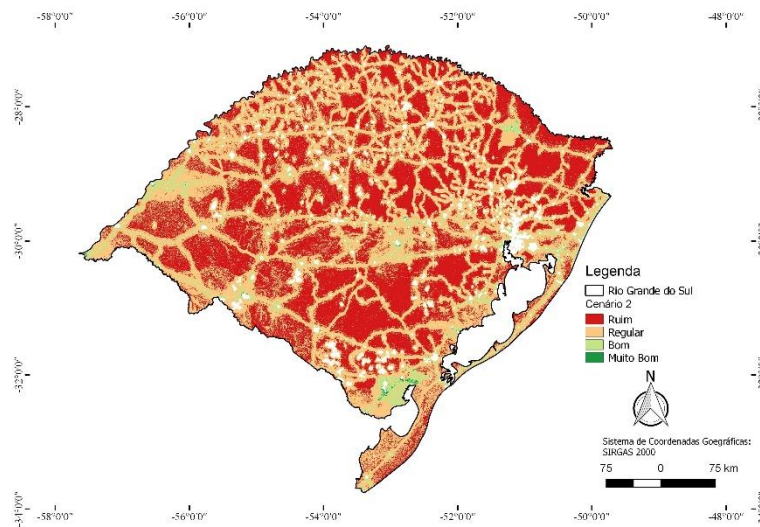 -58°0'0" -56°0'0" -54°0'0" -52°0'0" -50°0'0" -48°0'0"
-28°0'0"
-30°0'0"
-32°0'0"
-34°0'0"
Legenda
Rio Grande do Sul
Cenário 2
Ruim
Regular
Bom
Muito Bom
N
Sistema de Coordenadas Goegráficas:
SIRGAS 2000
75 0 75 km
-58°0'0" -56°0'0" -54°0'0" -52°0'0" -50°0'0" -48°0'0"